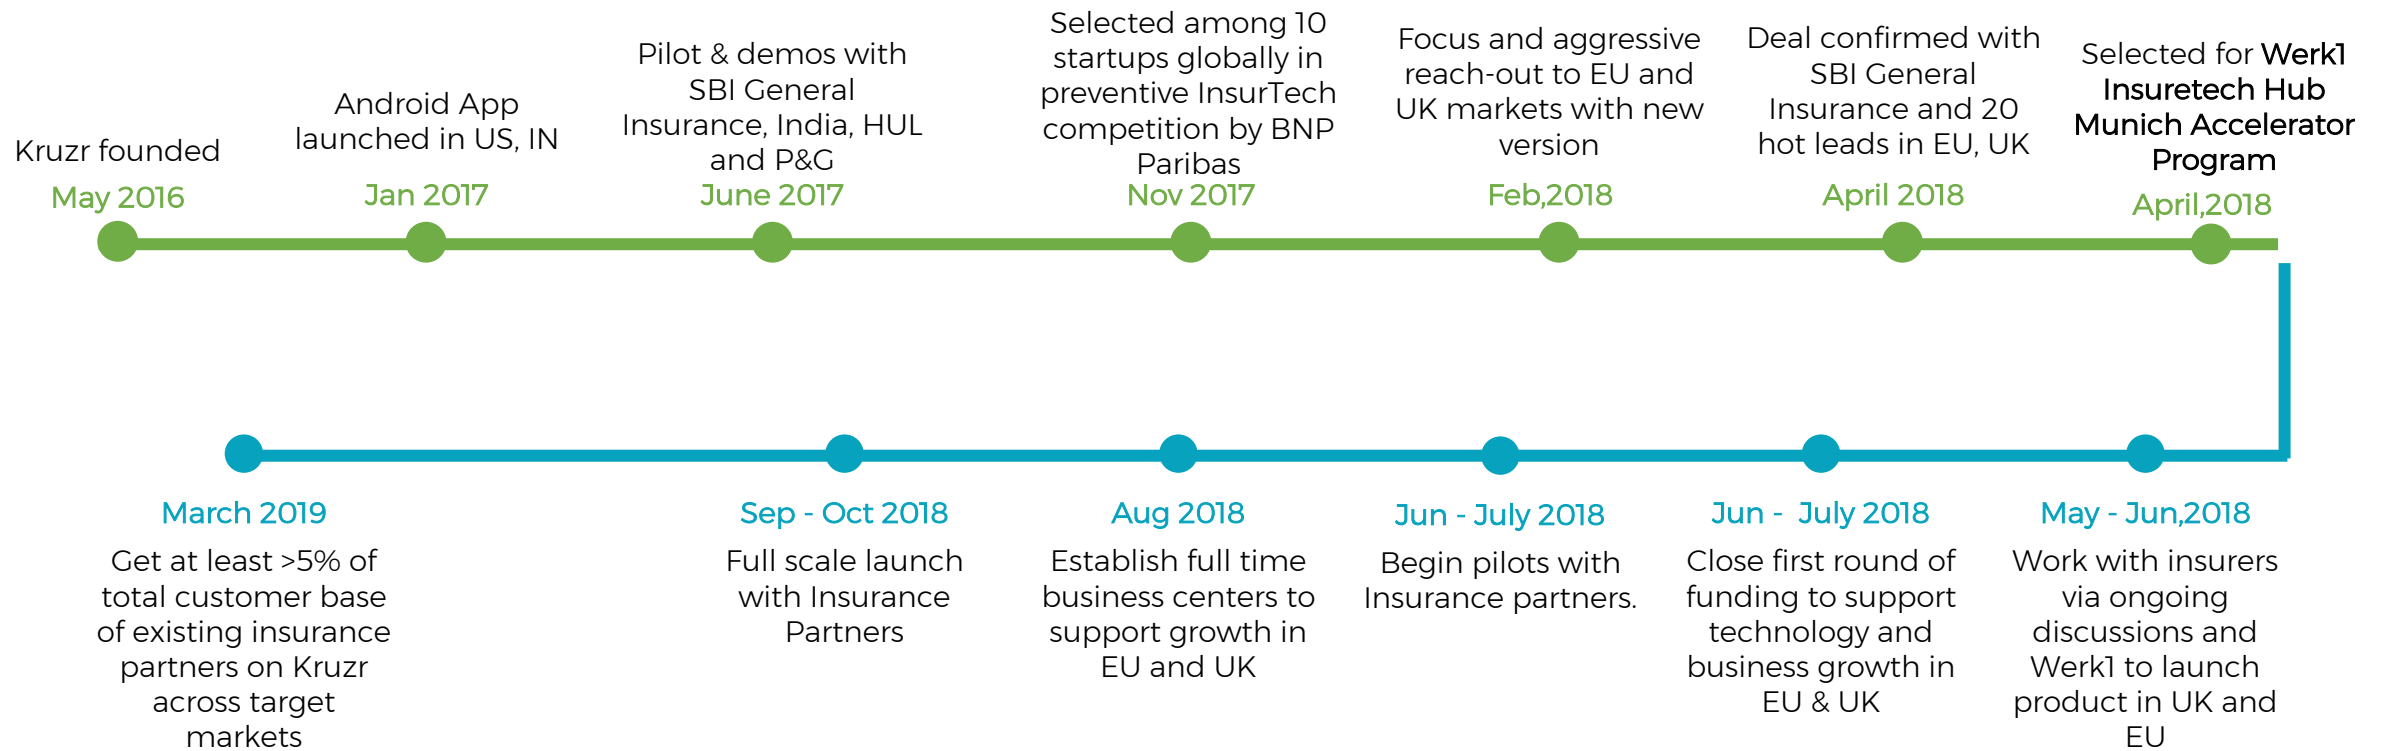 Kruzr founded
May 2016
Android App
launched in US, IN
Jan 2017
Pilot & demos with
SBI General
Insurance, India, HUL
and P&G
June 2017
Selected among 10
startups globally in
preventive InsurTech
competition by BNP
Paribas
Nov 2017
Focus and aggressive
reach-out to EU and
UK markets with new
version
Feb,2018
Deal confirmed with
SBI General
Insurance and 20
hot leads in EU, UK
April 2018
Selected for Werk1
Insuretech Hub
Munich Accelerator
Program
April,2018
May - Jun,2018
Work with insurers
via ongoing
discussions and
Werk1 to launch
product in UK and
EU
Jun - July 2018
Close first round of
funding to support
technology and
business growth in
EU & UK
Jun - July 2018
Begin pilots with
Insurance partners.
Aug 2018
Establish full time
business centers to
support growth in
EU and UK
Sep - Oct 2018
Full scale launch
with Insurance
Partners
March 2019
Get at least >5% of
total customer base
of existing insurance
partners on Kruzr
across target
markets